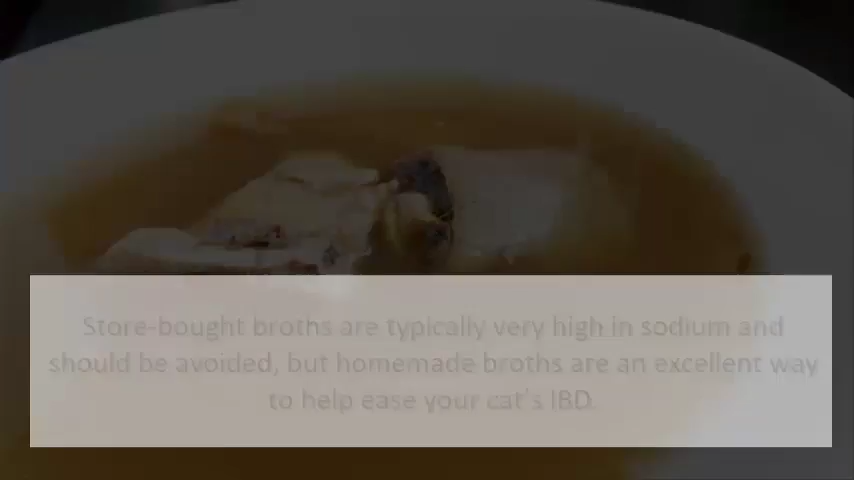 Store-bought broths are typically very high in sodium and
should be avoided, but homemade broths are an excellent way
to help ease your cat's IBD.